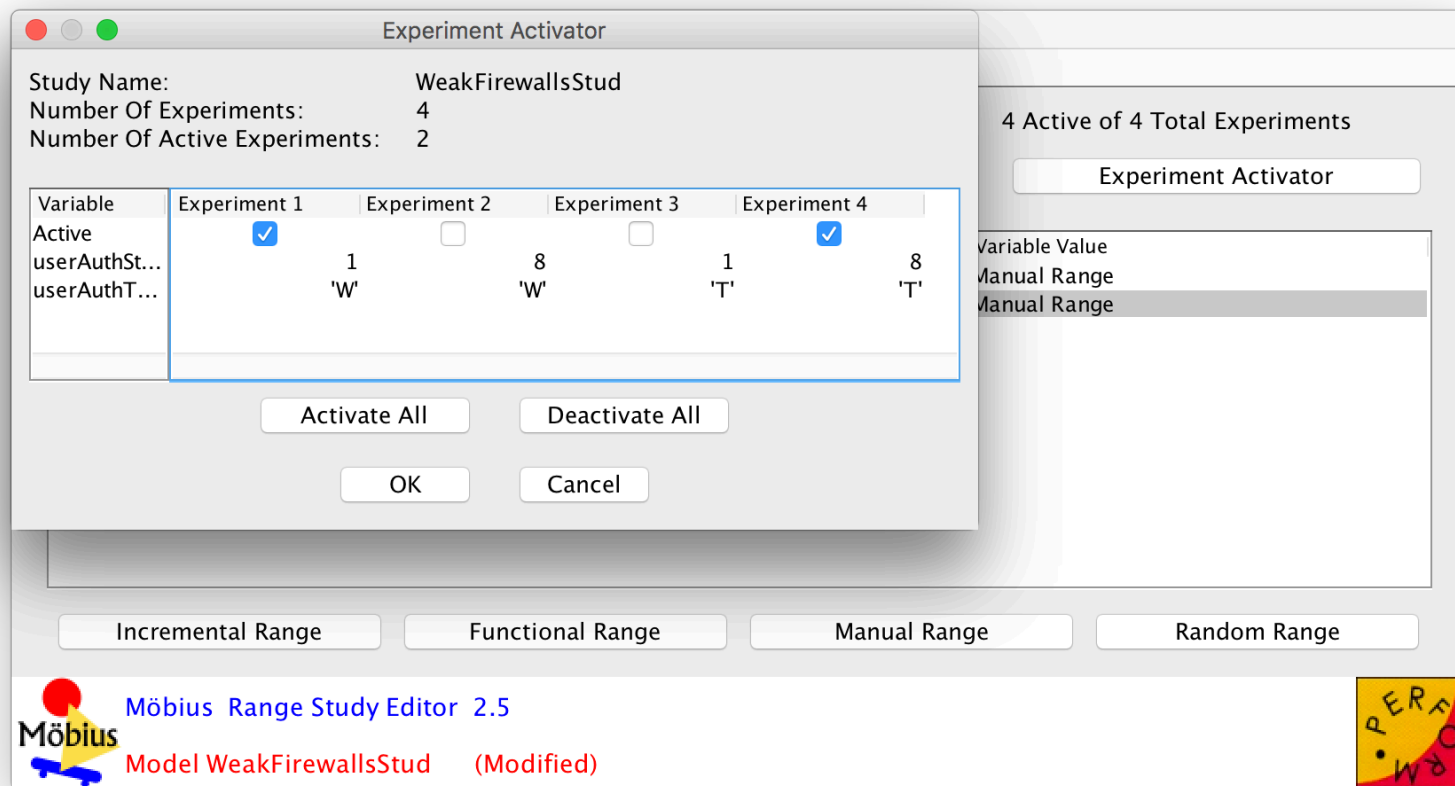 Experiment Activator
Study Name: WeakFirewallsStud
Number Of Experiments: 4
Number Of Active Experiments: 2
Variable Experiment 1 Experiment 2 Experiment 3 Experiment 4
Active
userAuthSt... 1 8 1 8
userAuthT... 'W' 'W' 'T' 'T'
Activate All Deactivate All
OK Cancel
4 Active of 4 Total Experiments
Experiment Activator
Variable Value
Manual Range
Manual Range
Incremental Range Functional Range Manual Range Random Range
Möbius
Möbius Range Study Editor 2.5
Model WeakFirewallsStud (Modified)
PERFORM